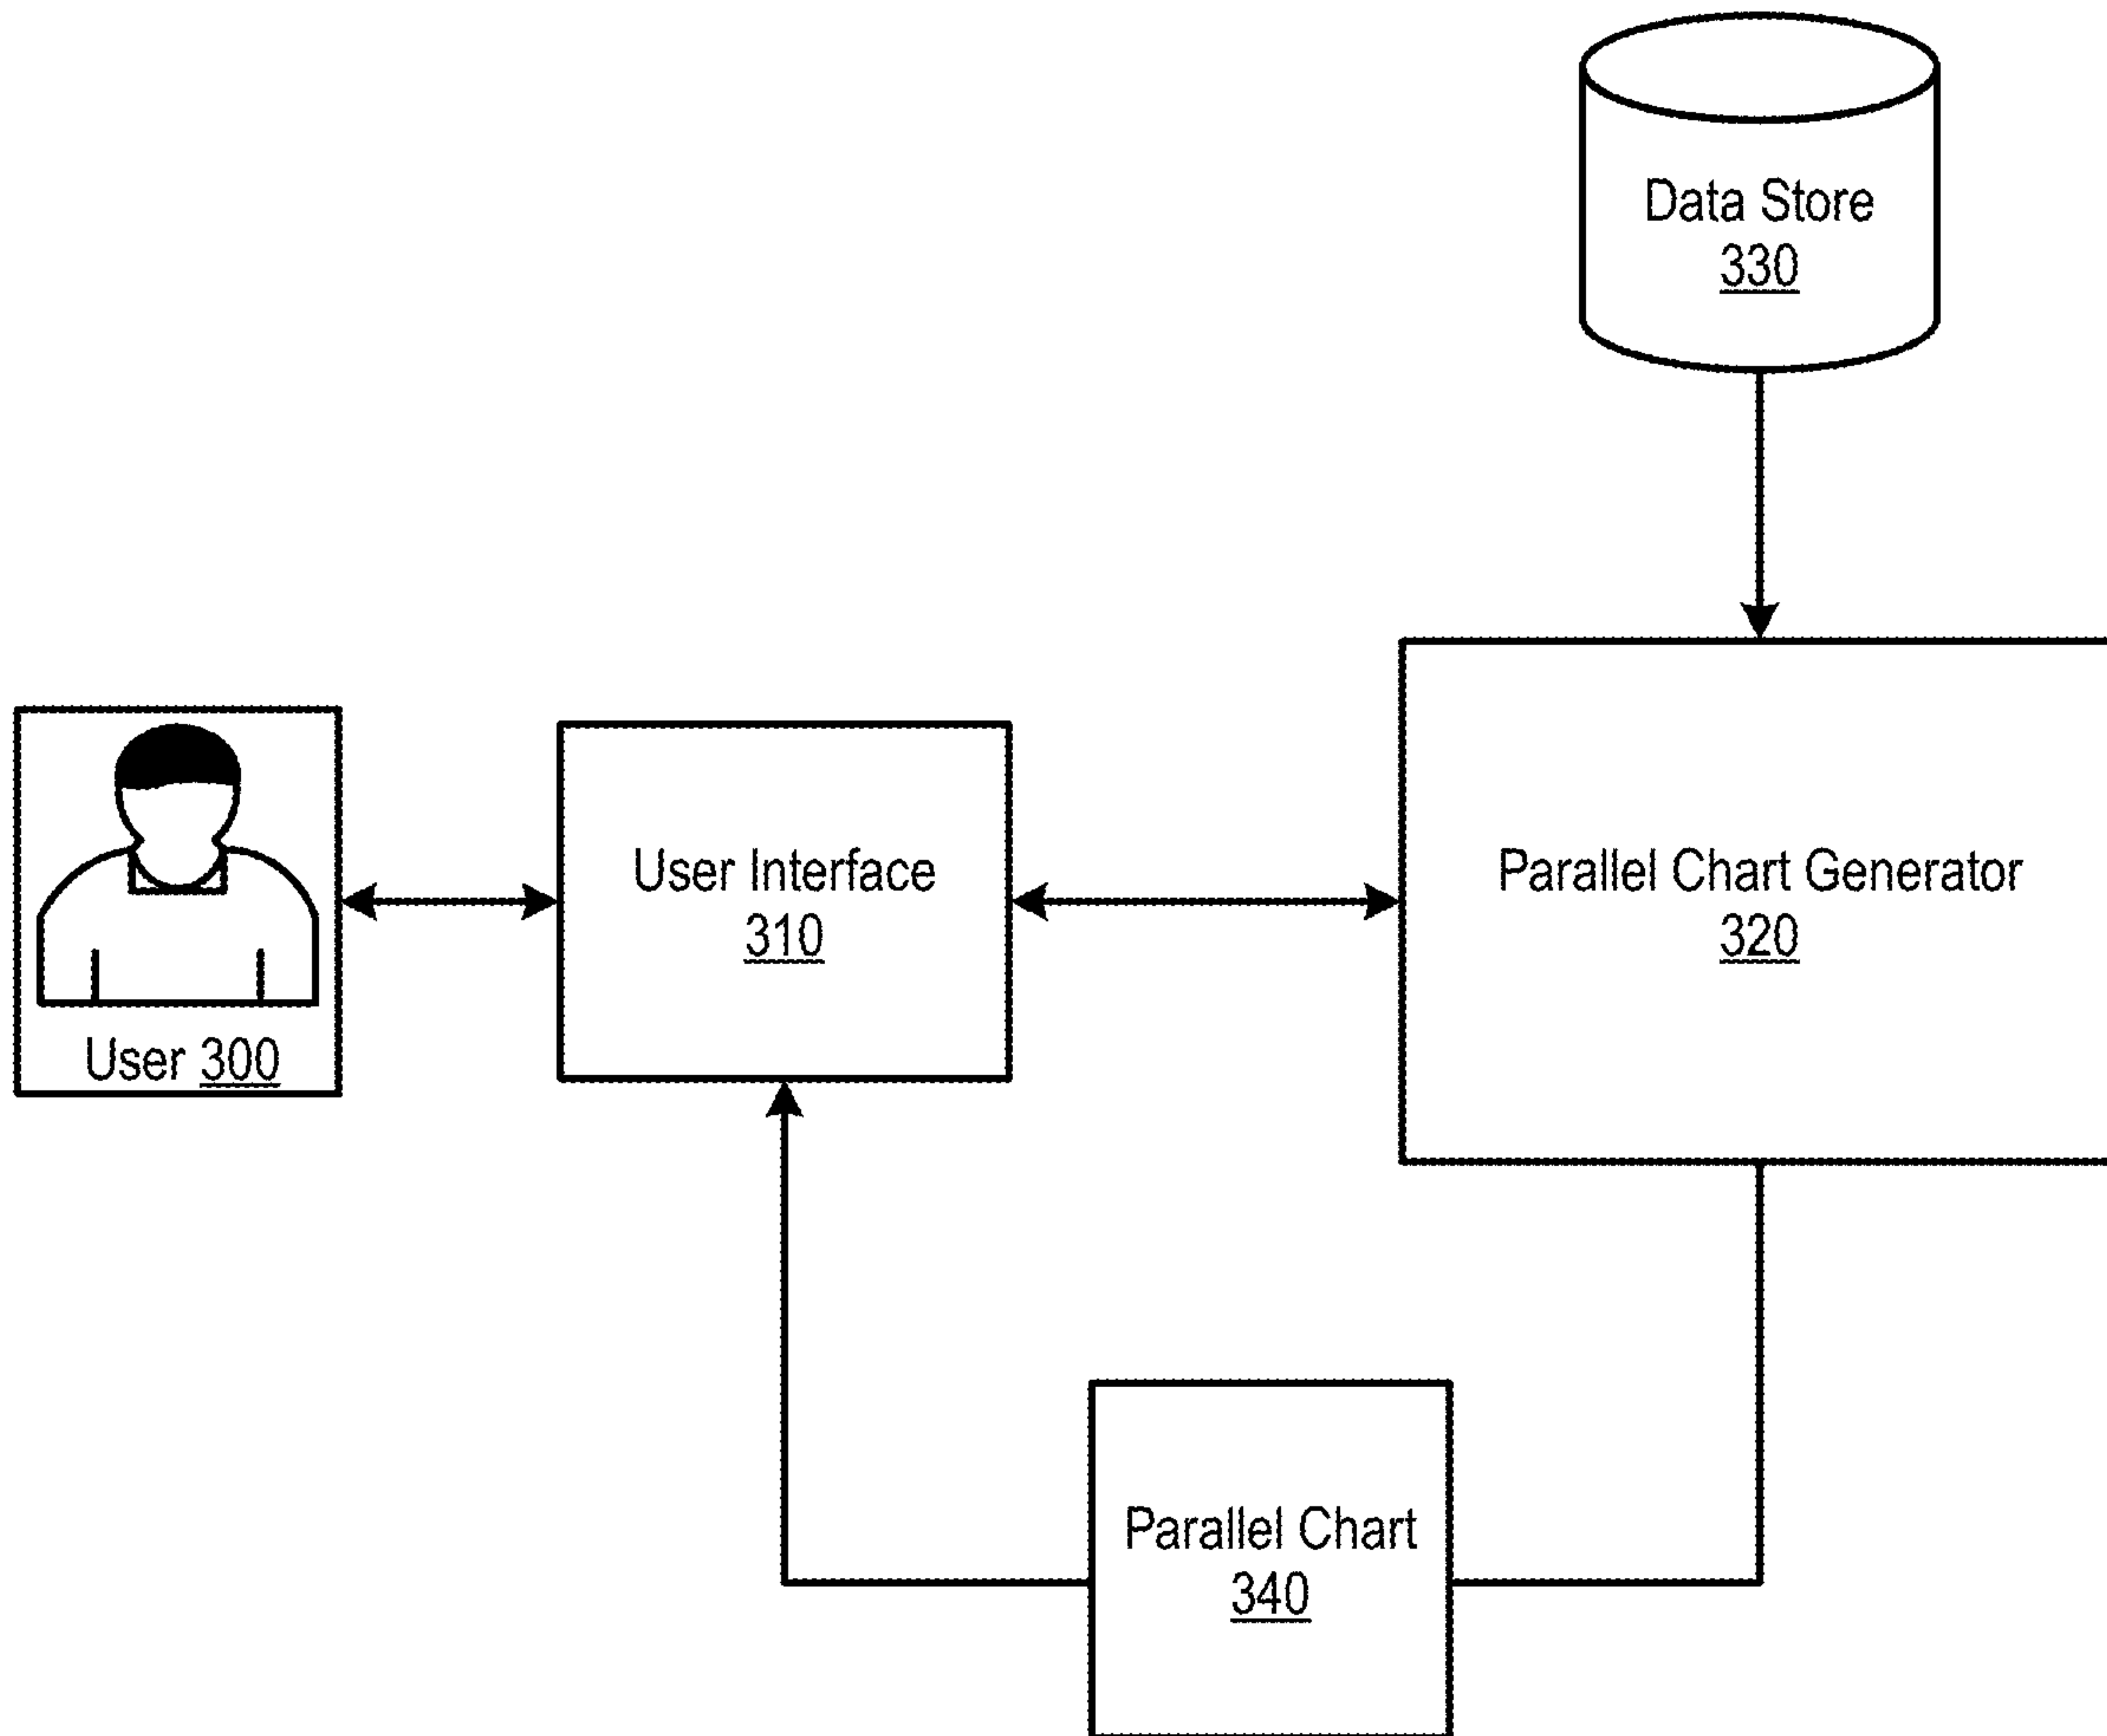 Data Store
330
User Interface
310
Parallel Chart Generator
320
User 300
Parallel Chart
340